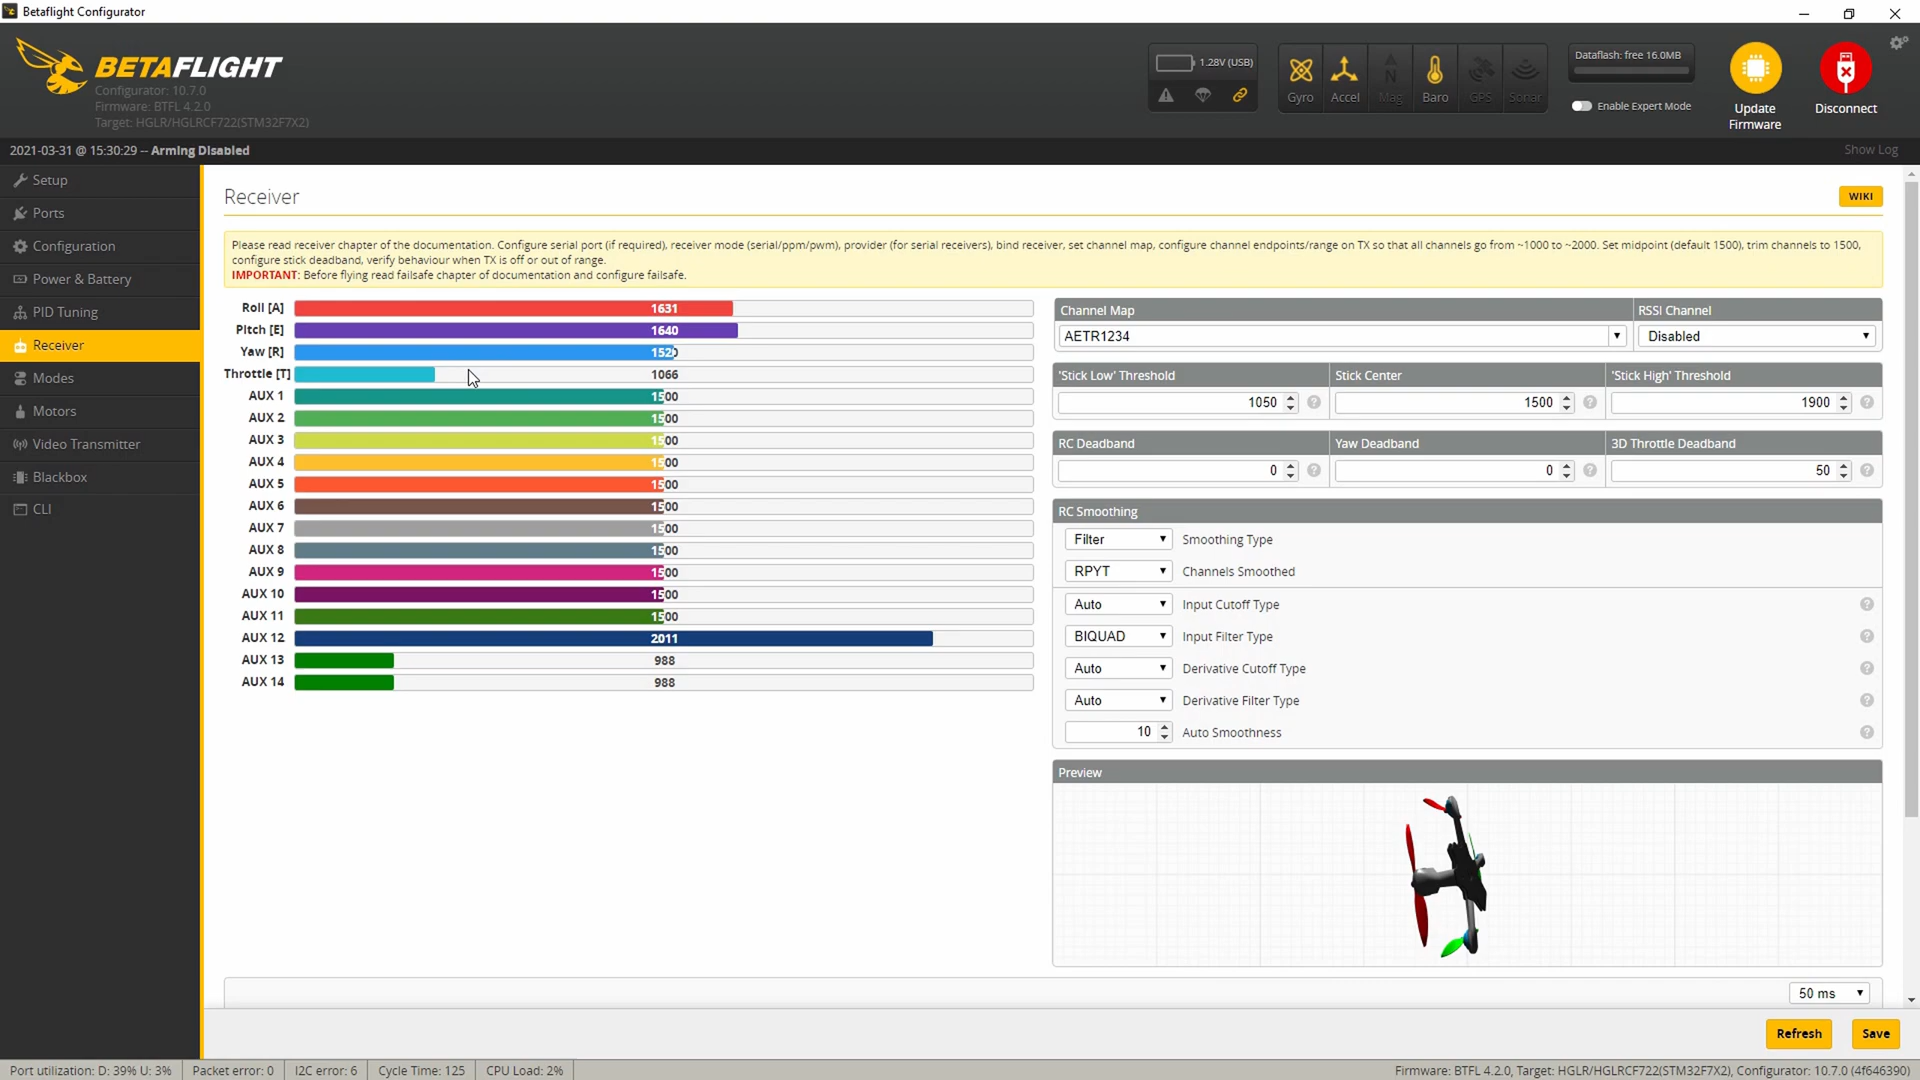 Betaflight Configurator
BETAFLIGHT
Configurator: 10.7.0
Firmware: BTFL 4.2.0
Target: HGLR/HGLRCF722(STM32F7X2)
1.28V (USB)
Gyro
Accel
Mag
Baro
GPS
Sonar
Dataflash: free 16.0MB
Enable Expert Mode
Update
Firmware
Disconnect
2021-03-31 @ 15:30:29 -- Arming Disabled
Show Log
Setup
Ports
Configuration
Power & Battery
PID Tuning
Receiver
Modes
Motors
Video Transmitter
Blackbox
CLI
Receiver
WIKI
Please read receiver chapter of the documentation. Configure serial port (if required), receiver mode (serial/ppm/pwm), provider (for serial receivers), bind receiver, set channel map, configure channel endpoints/range on TX so that all channels go from ~1000 to ~2000. Set midpoint (default 1500), trim channels to 1500,
configure stick deadband, verify behaviour when TX is off or out of range.
IMPORTANT: Before flying read failsafe chapter of documentation and configure failsafe.
Roll [A] 1631
Pitch [E] 1640
Yaw [R] 1520
Throttle [T] 1066
AUX 1 1500
AUX 2 1500
AUX 3 1500
AUX 4 1500
AUX 5 1500
AUX 6 1500
AUX 7 1500
AUX 8 1500
AUX 9 1500
AUX 10 1500
AUX 11 1500
AUX 12 2011
AUX 13 988
AUX 14 988
Channel Map RSSI Channel
AETR1234 Disabled
'Stick Low' Threshold Stick Center 'Stick High' Threshold
1050 1500 1900
RC Deadband Yaw Deadband 3D Throttle Deadband
0 0 50
RC Smoothing
Filter Smoothing Type
RPYT Channels Smoothed
Auto Input Cutoff Type
BIQUAD Input Filter Type
Auto Derivative Cutoff Type
Auto Derivative Filter Type
10 Auto Smoothness
Preview
50 ms
Refresh Save
Port utilization: D: 39% U: 3% Packet error: 0 I2C error: 6 Cycle Time: 125 CPU Load: 2% Firmware: BTFL 4.2.0, Target: HGLR/HGLRCF722(STM32F7X2), Configurator: 10.7.0 (4f646390)